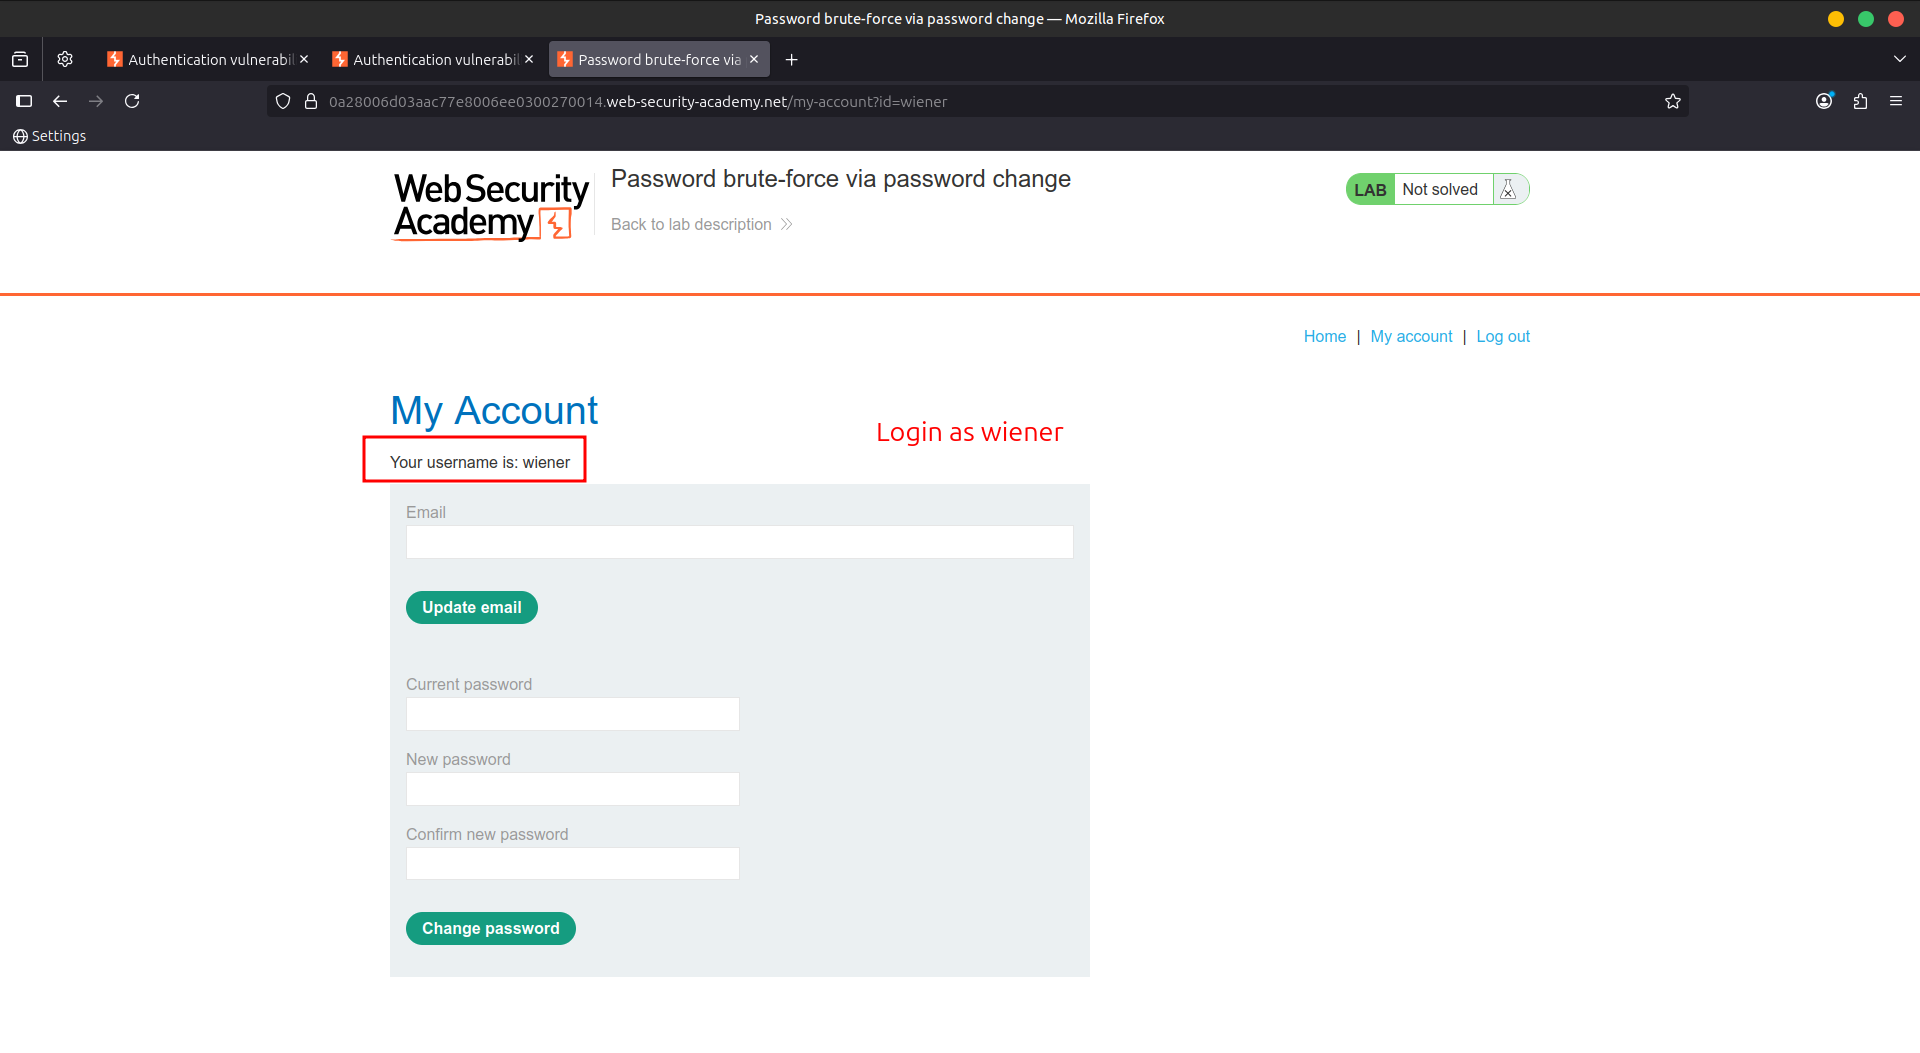 Password brute-force via password change — Mozilla Firefox
Authentication vulnerabil
Authentication vulnerabil
Password brute-force via
0a28006d03aac77e8006ee0300270014.web-security-academy.net/my-account?id=wiener
Settings
Web Security
Academy
Password brute-force via password change
Back to lab description
LAB Not solved
Home | My account | Log out
My Account
Login as wiener
Your username is: wiener
Email
Update email
Current password
New password
Confirm new password
Change password